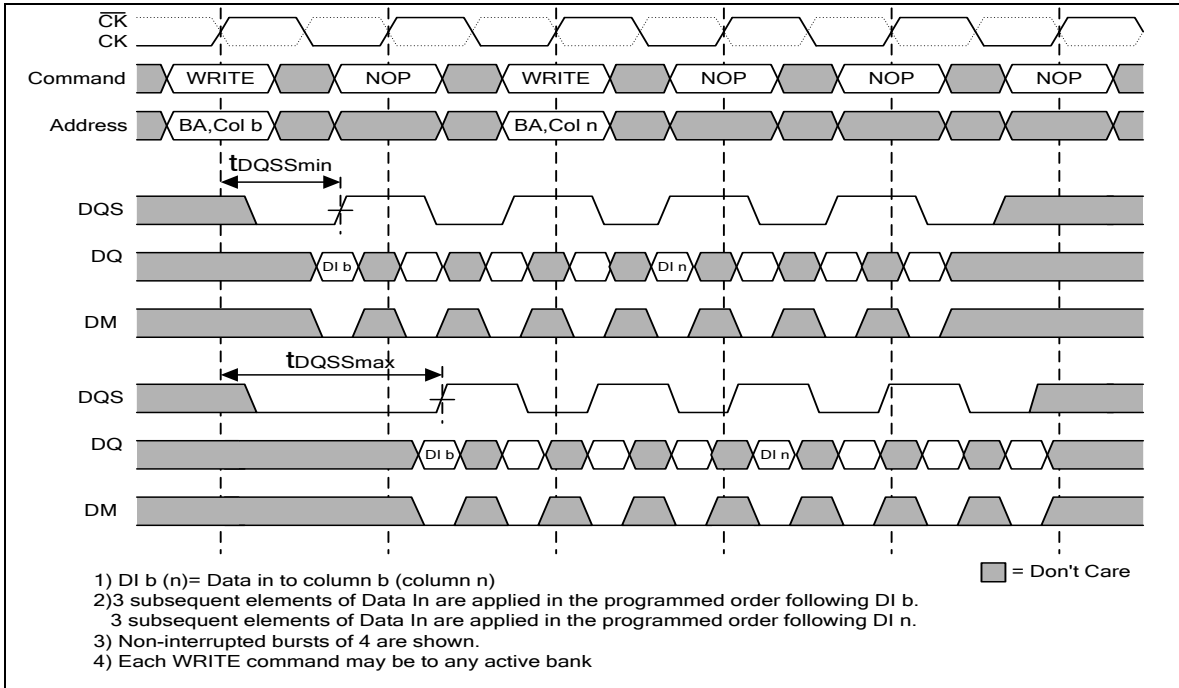 CK
CK
Command WRITE NOP WRITE NOP NOP NOP
Address BA,Col b BA,Col n
tDQSSmin
DQS
DQ DI b DI n
DM
tDQSSmax
DQS
DQ DI b DI n
DM
1) DI b (n)= Data in to column b (column n)
= Don't Care
2)3 subsequent elements of Data In are applied in the programmed order following DI b.
3 subsequent elements of Data In are applied in the programmed order following DI n.
3) Non-interrupted bursts of 4 are shown.
4) Each WRITE command may be to any active bank